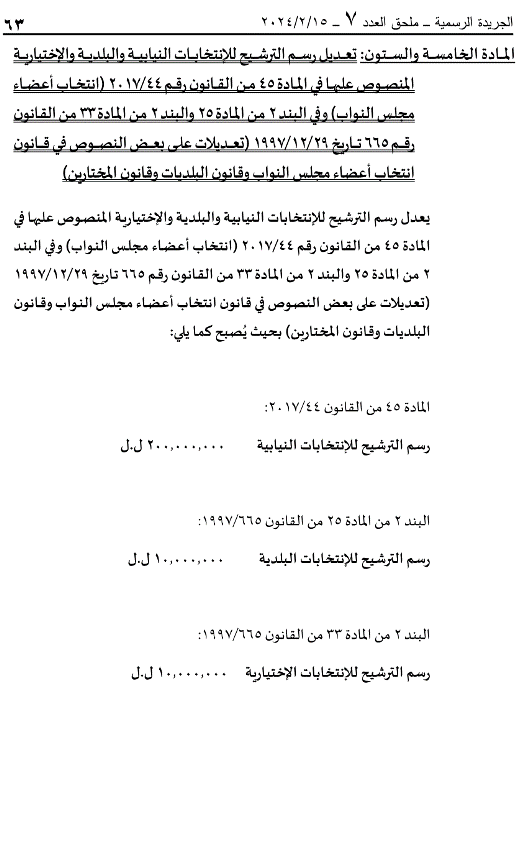 الجريدة الرسمية – ملحق العدد ٧ – ٢٠٢٤/٢/١٥
٦٣
المادة الخامسة والستون: تعديل رسم الترشيح للإنتخابات النيابية والبلدية والإختيارية
المنصوص علها في المادة ٤٥ من القانون رقم ٢٠١٧/٤٤ (انتخاب أعضاء
مجلس النواب) وفي البند ٢ من المادة ٢٥ والبند ٢ من المادة ٣٣ من القانون
رقم ٦٦٥ تاريخ ١٩٩٧/١٢/٢٩ (تعديلات على بعض النصوص في قانون
انتخاب أعضاء مجلس النواب وقانون البلديات وقانون المختارين)
يعدل رسم الترشيح للإنتخابات النيابية والبلدية والإختيارية المنصوص علها في
المادة ٤٥ من القانون رقم ٢٠١٧/٤٤ (انتخاب أعضاء مجلس النواب) وفي البند
٢ من المادة ٢٥ والبند ٢ من المادة ٣٣ من القانون رقم ٦٦٥ تاريخ ١٩٩٧/١٢/٢٩
(تعديلات على بعض النصوص في قانون انتخاب أعضاء مجلس النواب وقانون
البلديات وقانون المختارين) بحيث يُصبح كما يلي:
المادة ٤٥ من القانون ٢٠١٧/٤٤:
رسم الترشيح للإنتخابات النيابية ٢٠٠,٠٠٠,٠٠٠ ل.ل
البند ٢ من المادة ٢٥ من القانون ١٩٩٧/٦٦٥:
رسم الترشيح للإنتخابات البلدية ١٠,٠٠٠,٠٠٠ ل.ل
البند ٢ من المادة ٣٣ من القانون ١٩٩٧/٦٦٥:
رسم الترشيح للإنتخابات الإختيارية ١٠,٠٠٠,٠٠٠ ل.ل